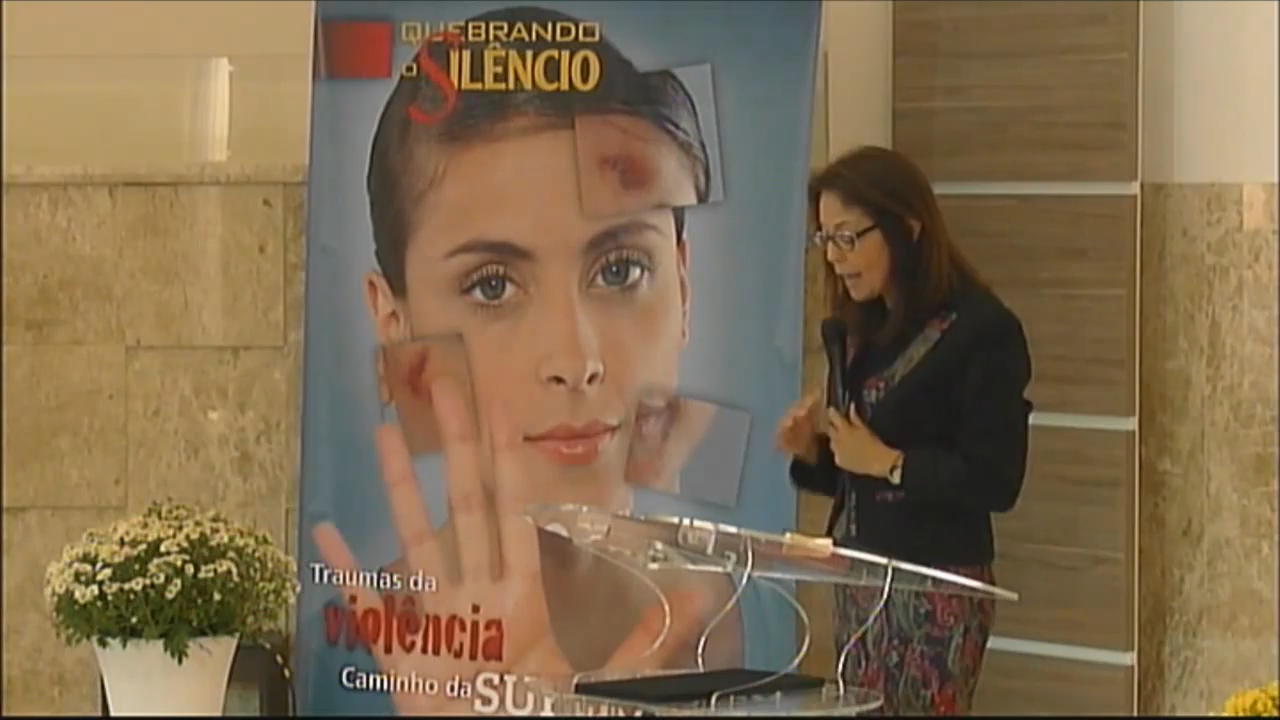 QUEBRANDO
O SILÊNCIO
Traumas da
violência
Caminho da